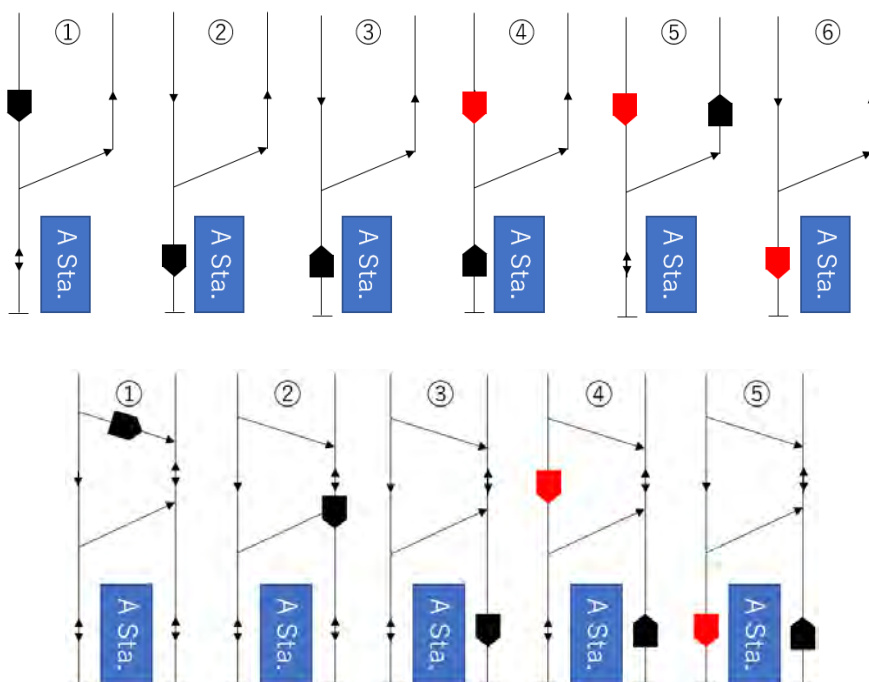 ① ② ③ ④ ⑤ ⑥
A Sta. A Sta. A Sta. A Sta. A Sta. A Sta.
① ② ③ ④ ⑤
A Sta. A Sta. A Sta. A Sta. A Sta.